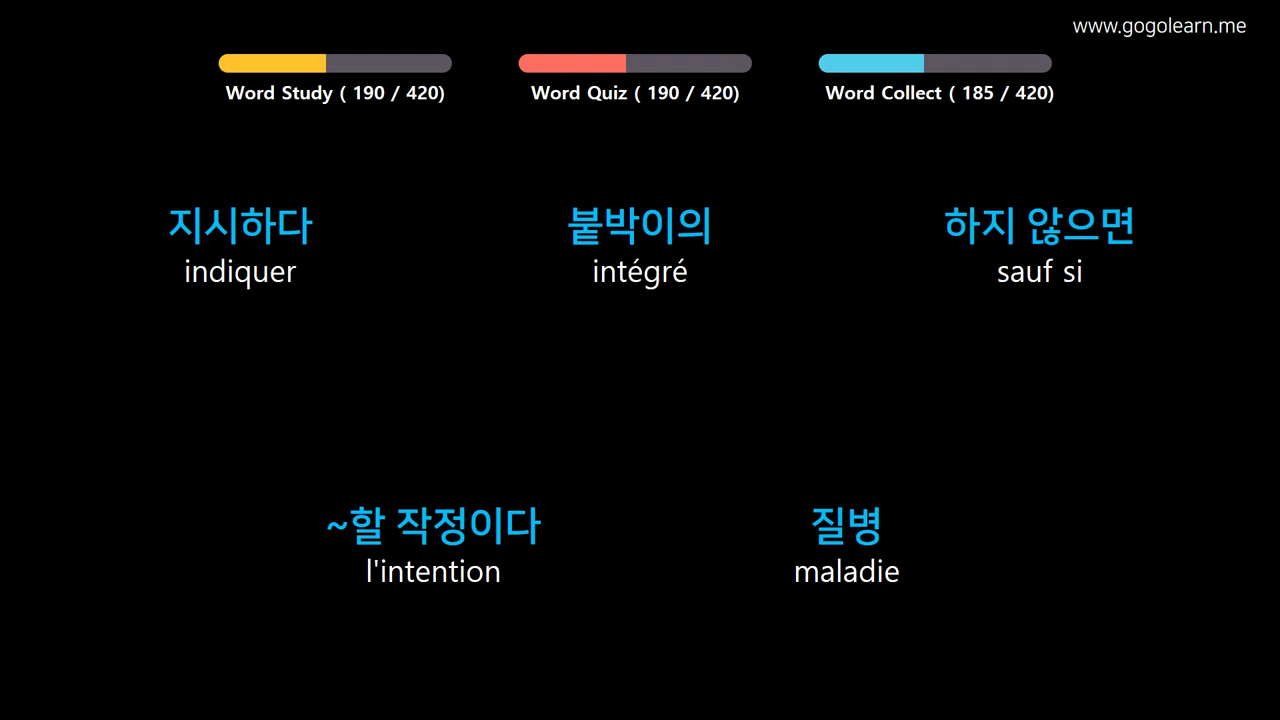 www.gogolearn.me
Word Study ( 190 / 420)
Word Quiz ( 190 / 420)
Word Collect ( 185 / 420)
지시하다
indiquer
붙박이의
intégré
하지 않으면
sauf si
~할 작정이다
l'intention
질병
maladie